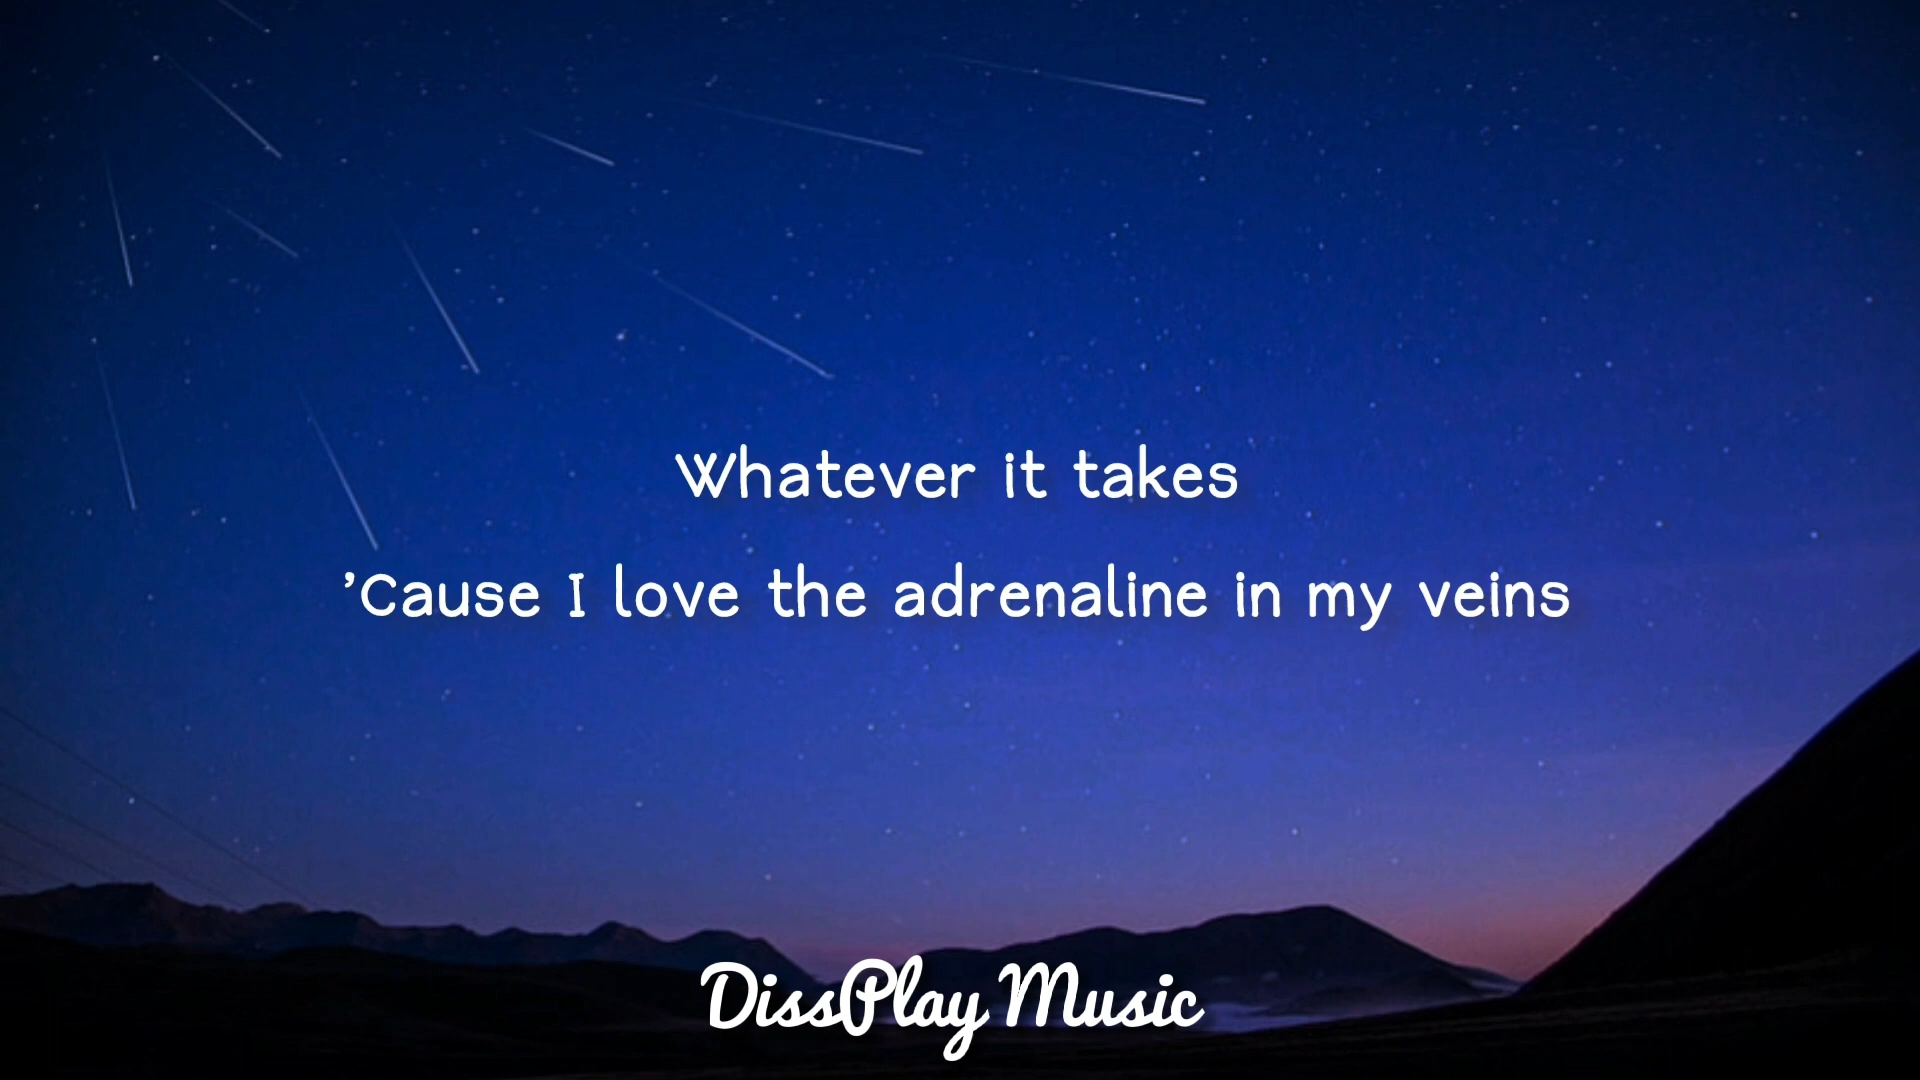 Whatever it takes
'Cause I love the adrenaline in my veins
DissPlay Music